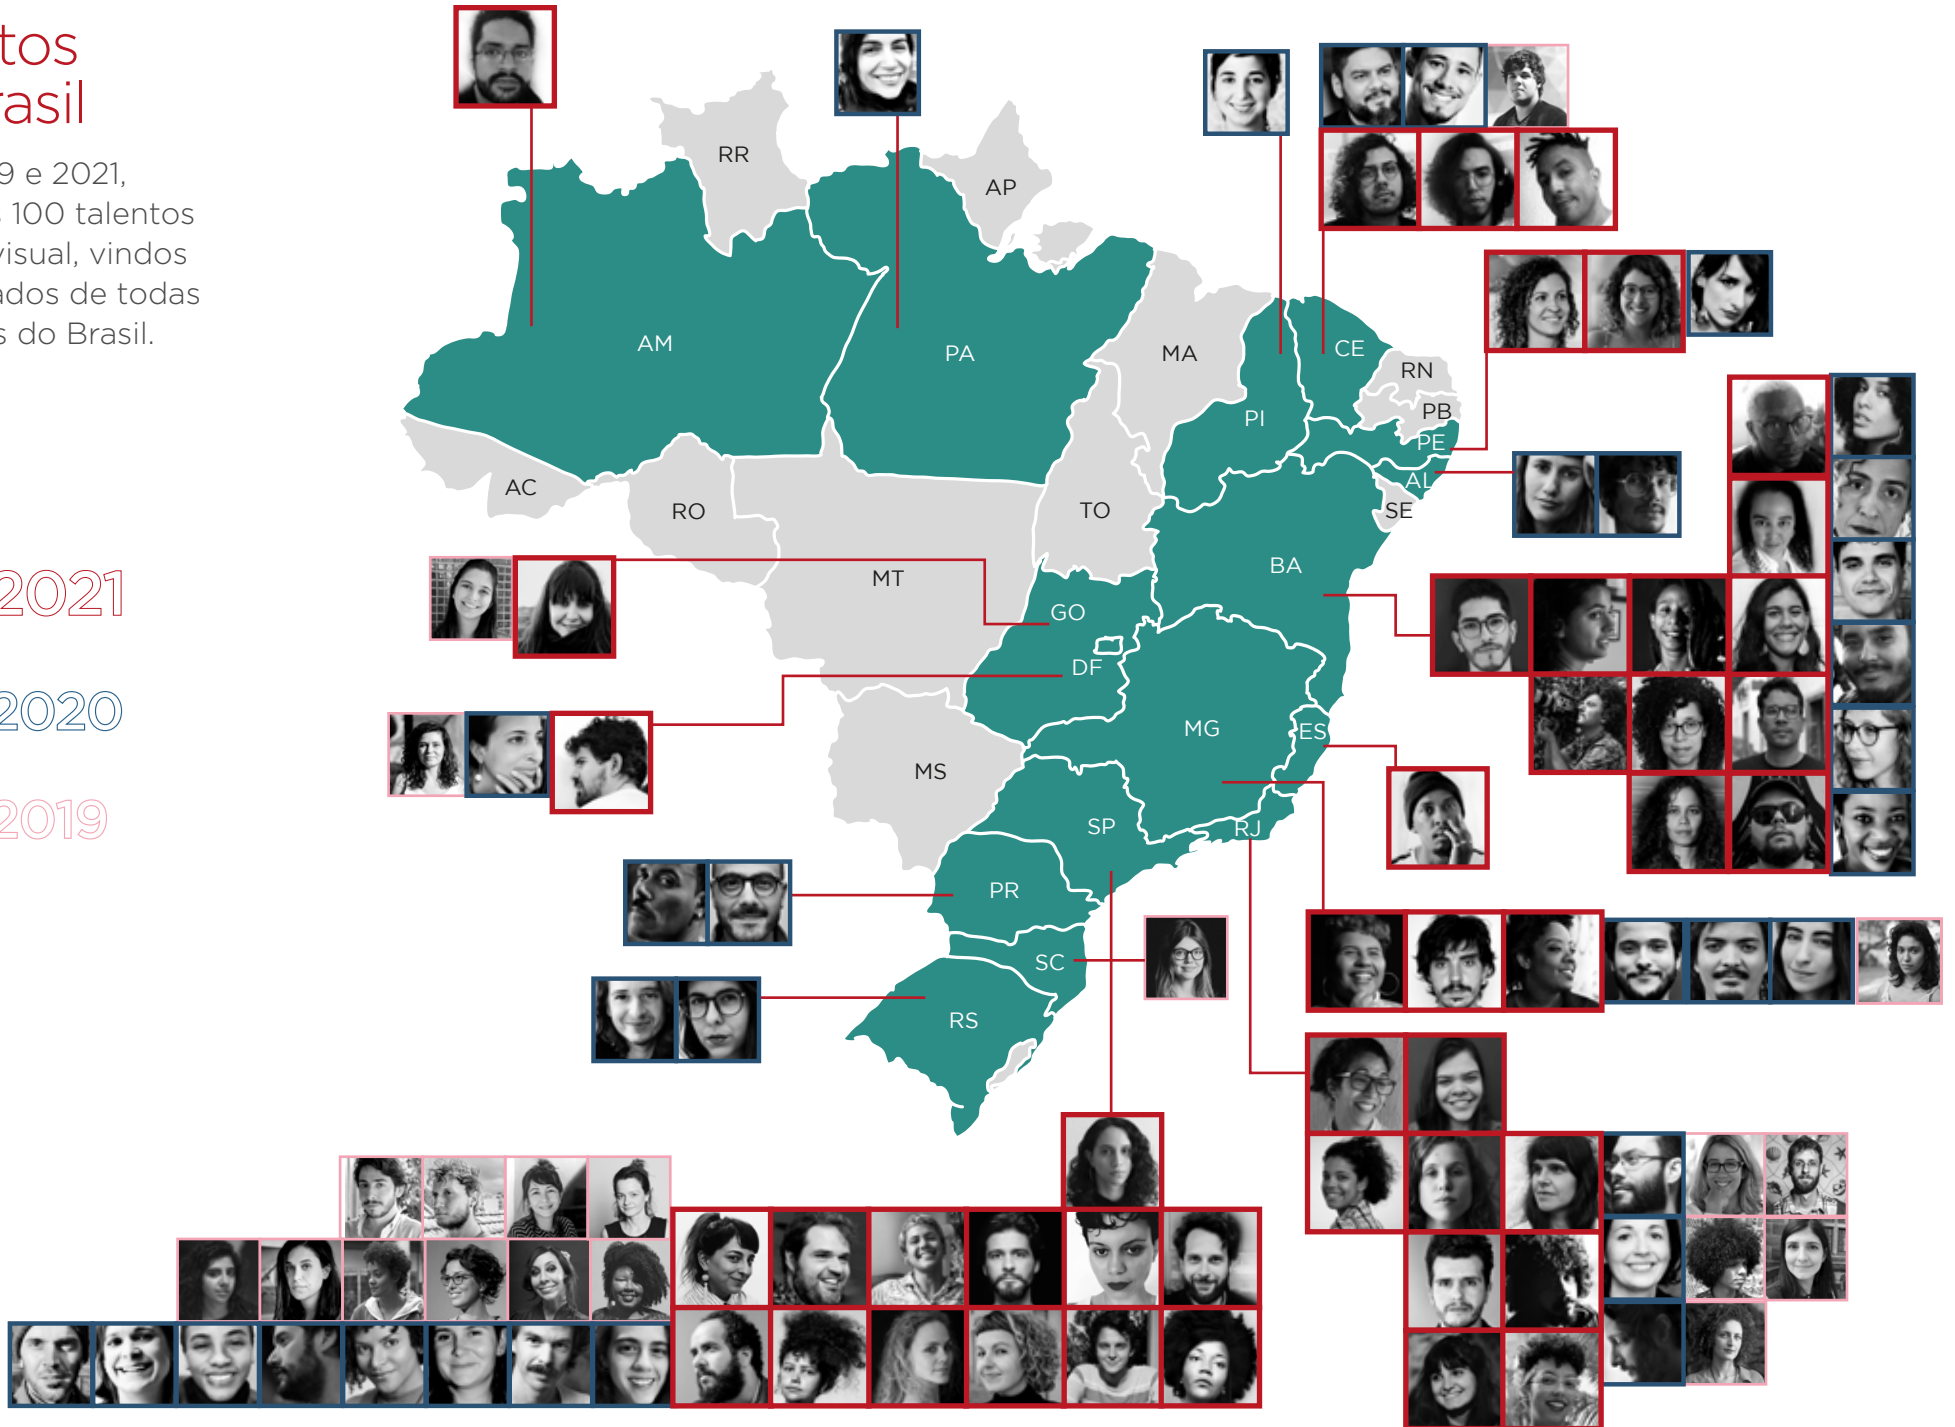 tos
rasil
9 e 2021,
100 talentos
visual, vindos
ados de todas
s do Brasil.
2021
2020
2019
RR
AP
AM
PA
MA
CE
RN
PI
PB
PE
AC
AL
RO
TO
SE
MT
BA
GO
DF
MG
ES
MS
SP
RJ
PR
SC
RS